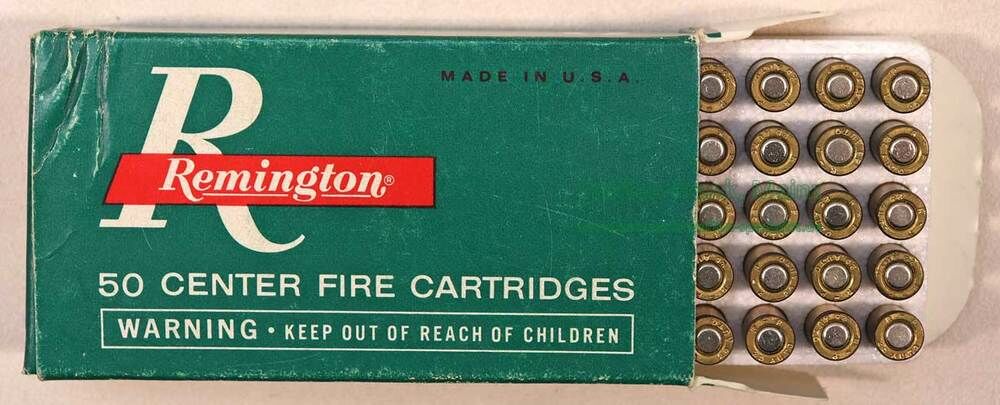 MADE IN U.S.A.
R
Remington®
50 CENTER FIRE CARTRIDGES
WARNING • KEEP OUT OF REACH OF CHILDREN